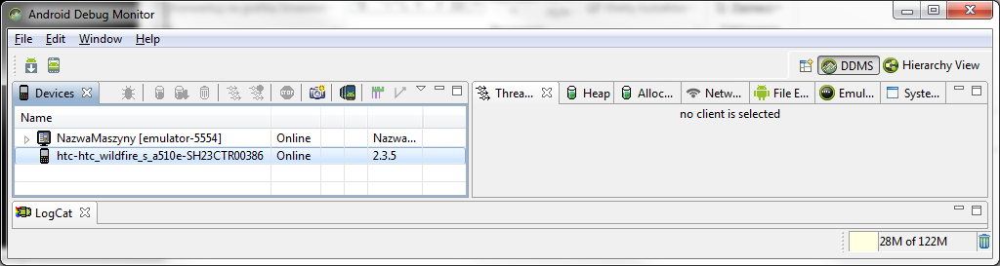 Android Debug Monitor
File Edit Window Help
DDMS Hierarchy View
Devices
Threa... Heap Alloc... Netw... File E... Emul... Syste...
Name
no client is selected
NazwaMaszyny [emulator-5554] Online Nazwa...
htc-htc_wildfire_s_a510e-SH23CTR00386 Online 2.3.5
LogCat
28M of 122M